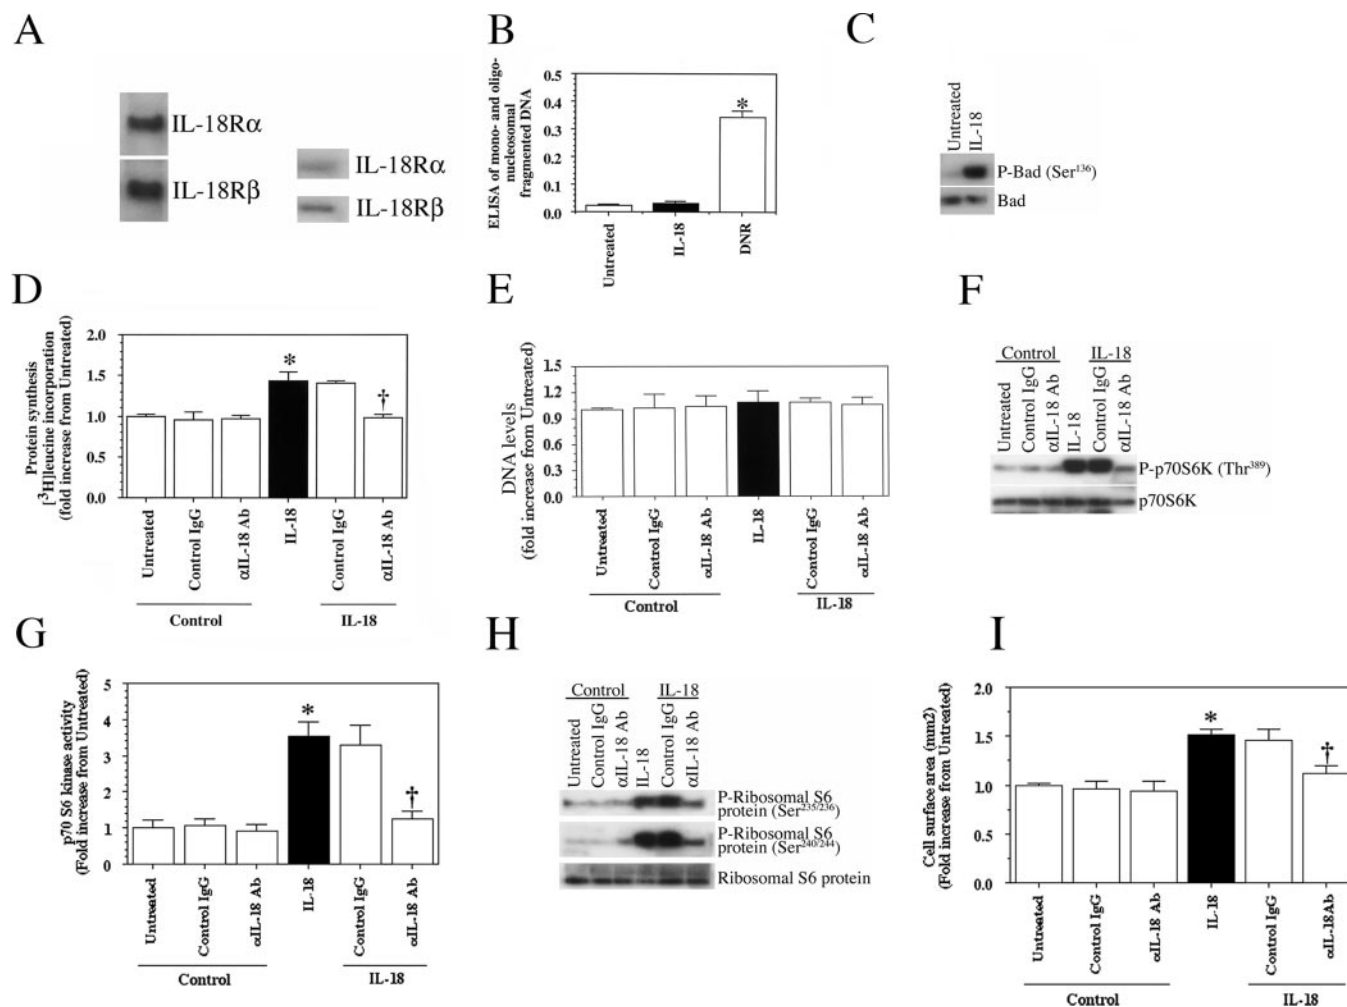 A
IL-18Rα
IL-18Rβ
IL-18Rα
IL-18Rβ
B
ELISA of mono- and oligo-
nucleosomal
fragmented DNA
0.5
0.4
0.3
0.2
0.1
0.0
*
Untreated
IL-18
DNR
C
Untreated
IL-18
P-Bad (Ser136)
Bad
D
Protein synthesis
[3H]leucine incorporation
(fold increase from Untreated)
2.0
1.5
1.0
0.5
0.0
*
†
Untreated
Control IgG
αIL-18 Ab
IL-18
Control IgG
αIL-18 Ab
Control
IL-18
E
DNA levels
(fold increase from Untreated)
1.5
1.2
0.9
0.6
0.3
0.0
Untreated
Control IgG
αIL-18 Ab
IL-18
Control IgG
αIL-18 Ab
Control
IL-18
F
Control
IL-18
Untreated
Control IgG
αIL-18 Ab
IL-18
Control IgG
αIL-18 Ab
P-p70S6K (Thr389)
p70S6K
G
p70 S6 kinase activity
(Fold increase from Untreated)
5
4
3
2
1
0
*
†
Untreated
Control IgG
αIL-18 Ab
IL-18
Control IgG
αIL-18 Ab
Control
IL-18
H
Control
IL-18
Untreated
Control IgG
αIL-18 Ab
IL-18
Control IgG
αIL-18 Ab
P-Ribosomal S6
protein (Ser235/236)
P-Ribosomal S6
protein (Ser240/244)
Ribosomal S6 protein
I
Cell surface area (mm2)
(Fold increase from Untreated)
2.0
1.5
1.0
0.5
0.0
*
†
Untreated
Control IgG
αIL-18 Ab
IL-18
Control IgG
αIL-18Ab
Control
IL-18